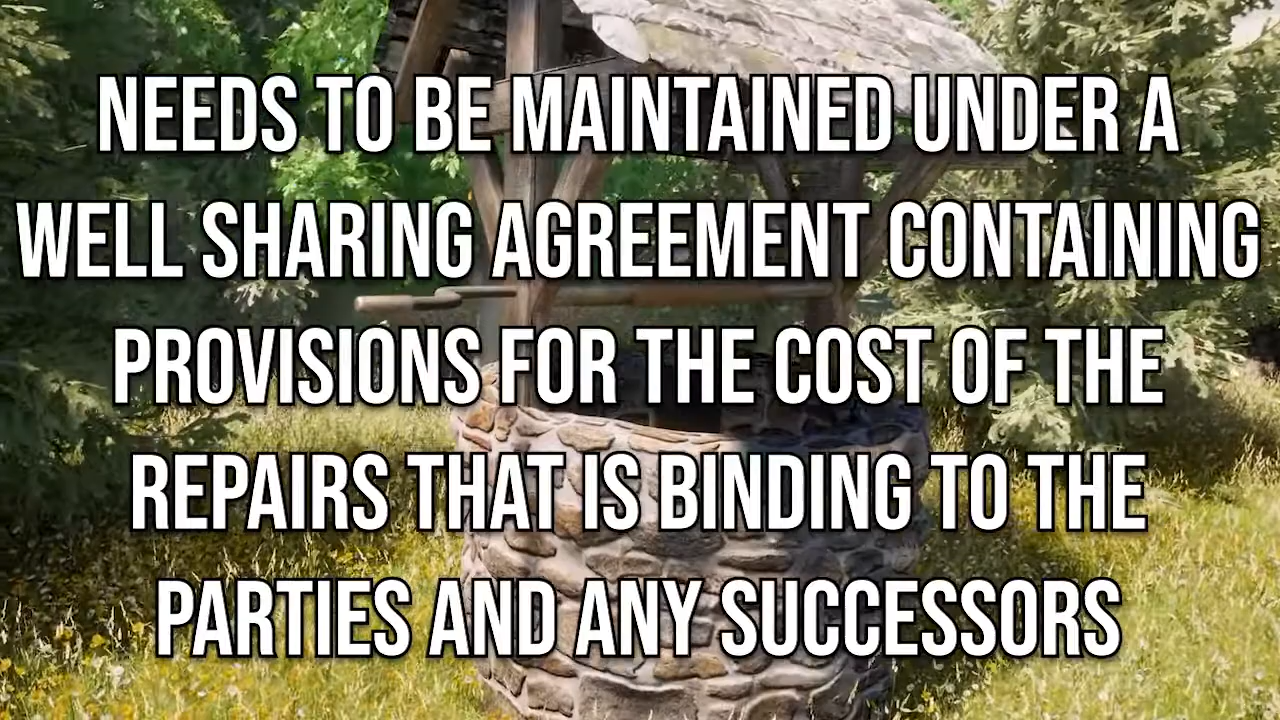 NEEDS TO BE MAINTAINED UNDER A
WELL SHARING AGREEMENT CONTAINING
PROVISIONS FOR THE COST OF THE
REPAIRS THAT IS BINDING TO THE
PARTIES AND ANY SUCCESSORS